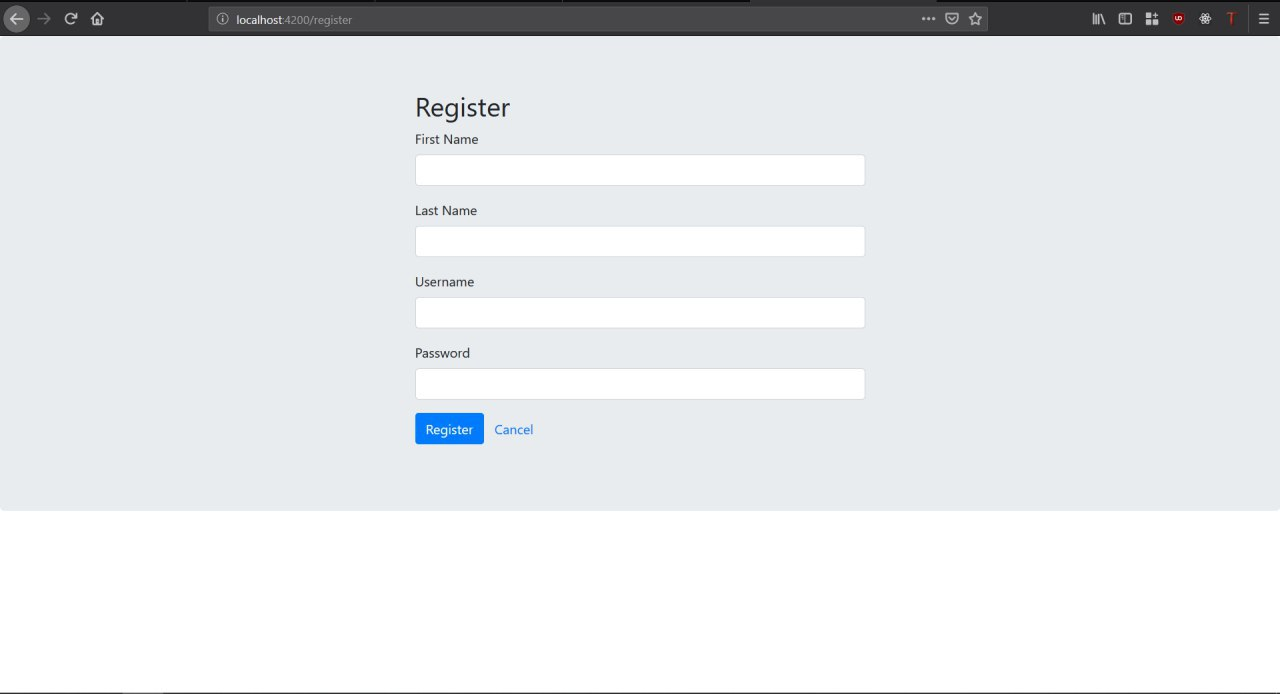 localhost:4200/register
Register
First Name
Last Name
Username
Password
Register Cancel